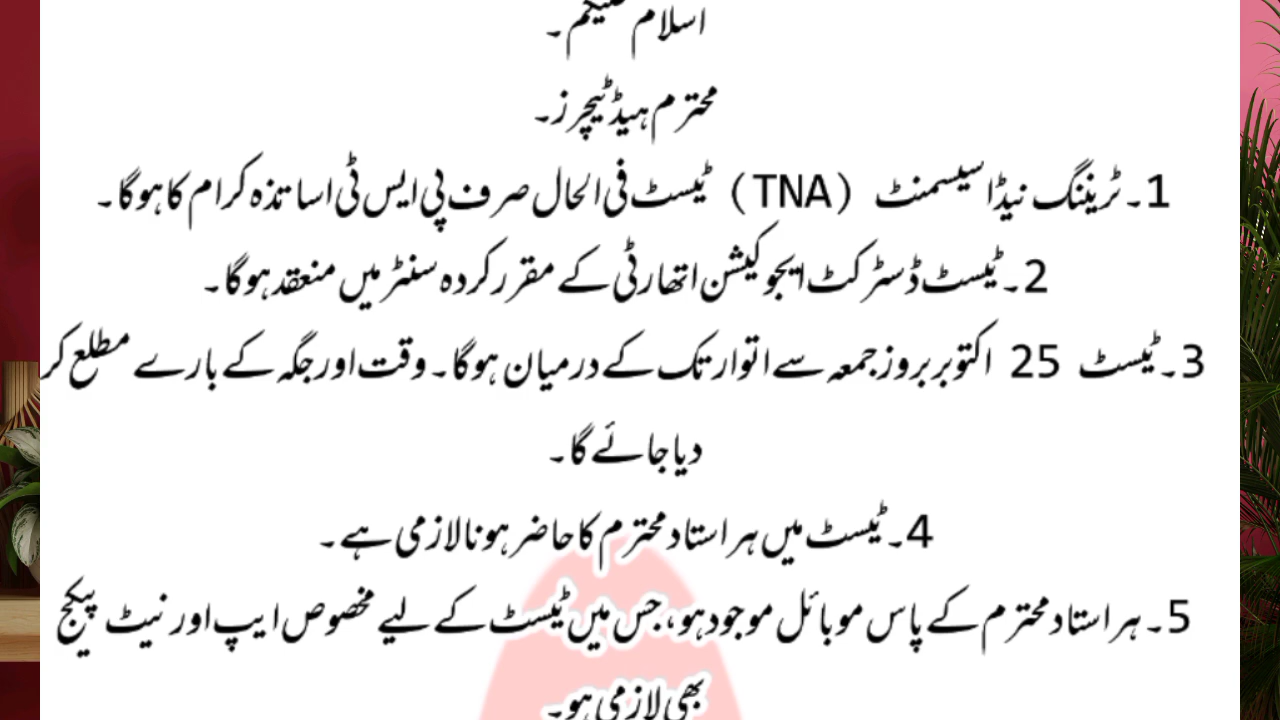 اسلام علیکم۔
محترم ہیڈ ٹیچرز۔
1۔ٹریننگ نیڈ اسیسمنٹ (TNA) ٹیسٹ فی الحال صرف پی ایس ٹی اساتذہ کرام کا ہوگا۔
2۔ٹیسٹ ڈسٹرکٹ ایجوکیشن اتھارٹی کے مقرر کردہ سنٹر میں منعقد ہوگا۔
3۔ٹیسٹ 25 اکتوبر بروز جمعہ سے اتوار تک کے درمیان ہوگا۔ وقت اور جگہ کے بارے مطلع کر
دیا جائے گا۔
4۔ٹیسٹ میں ہر استاد محترم کا حاضر ہونا لازمی ہے۔
5۔ہر استاد محترم کے پاس موبائل موجود ہو، جس میں ٹیسٹ کے لیے مخصوص ایپ اور نیٹ پیکج
بھی لازمی ہو۔